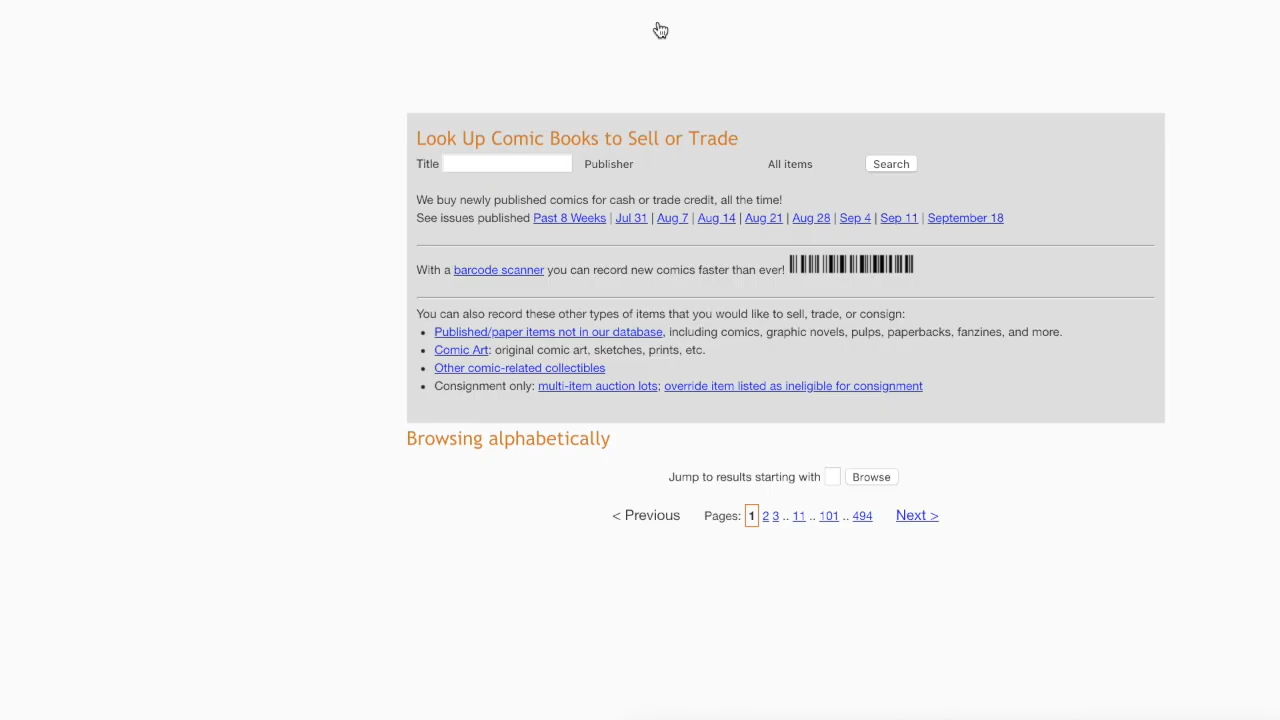 Look Up Comic Books to Sell or Trade
Title Publisher All items Search
We buy newly published comics for cash or trade credit, all the time!
See issues published Past 8 Weeks | Jul 31 | Aug 7 | Aug 14 | Aug 21 | Aug 28 | Sep 4 | Sep 11 | September 18
With a barcode scanner you can record new comics faster than ever!
You can also record these other types of items that you would like to sell, trade, or consign:
• Published/paper items not in our database, including comics, graphic novels, pulps, paperbacks, fanzines, and more.
• Comic Art: original comic art, sketches, prints, etc.
• Other comic-related collectibles
• Consignment only: multi-item auction lots; override item listed as ineligible for consignment
Browsing alphabetically
Jump to results starting with Browse
< Previous Pages: 1 2 3 .. 11 .. 101 .. 494 Next >